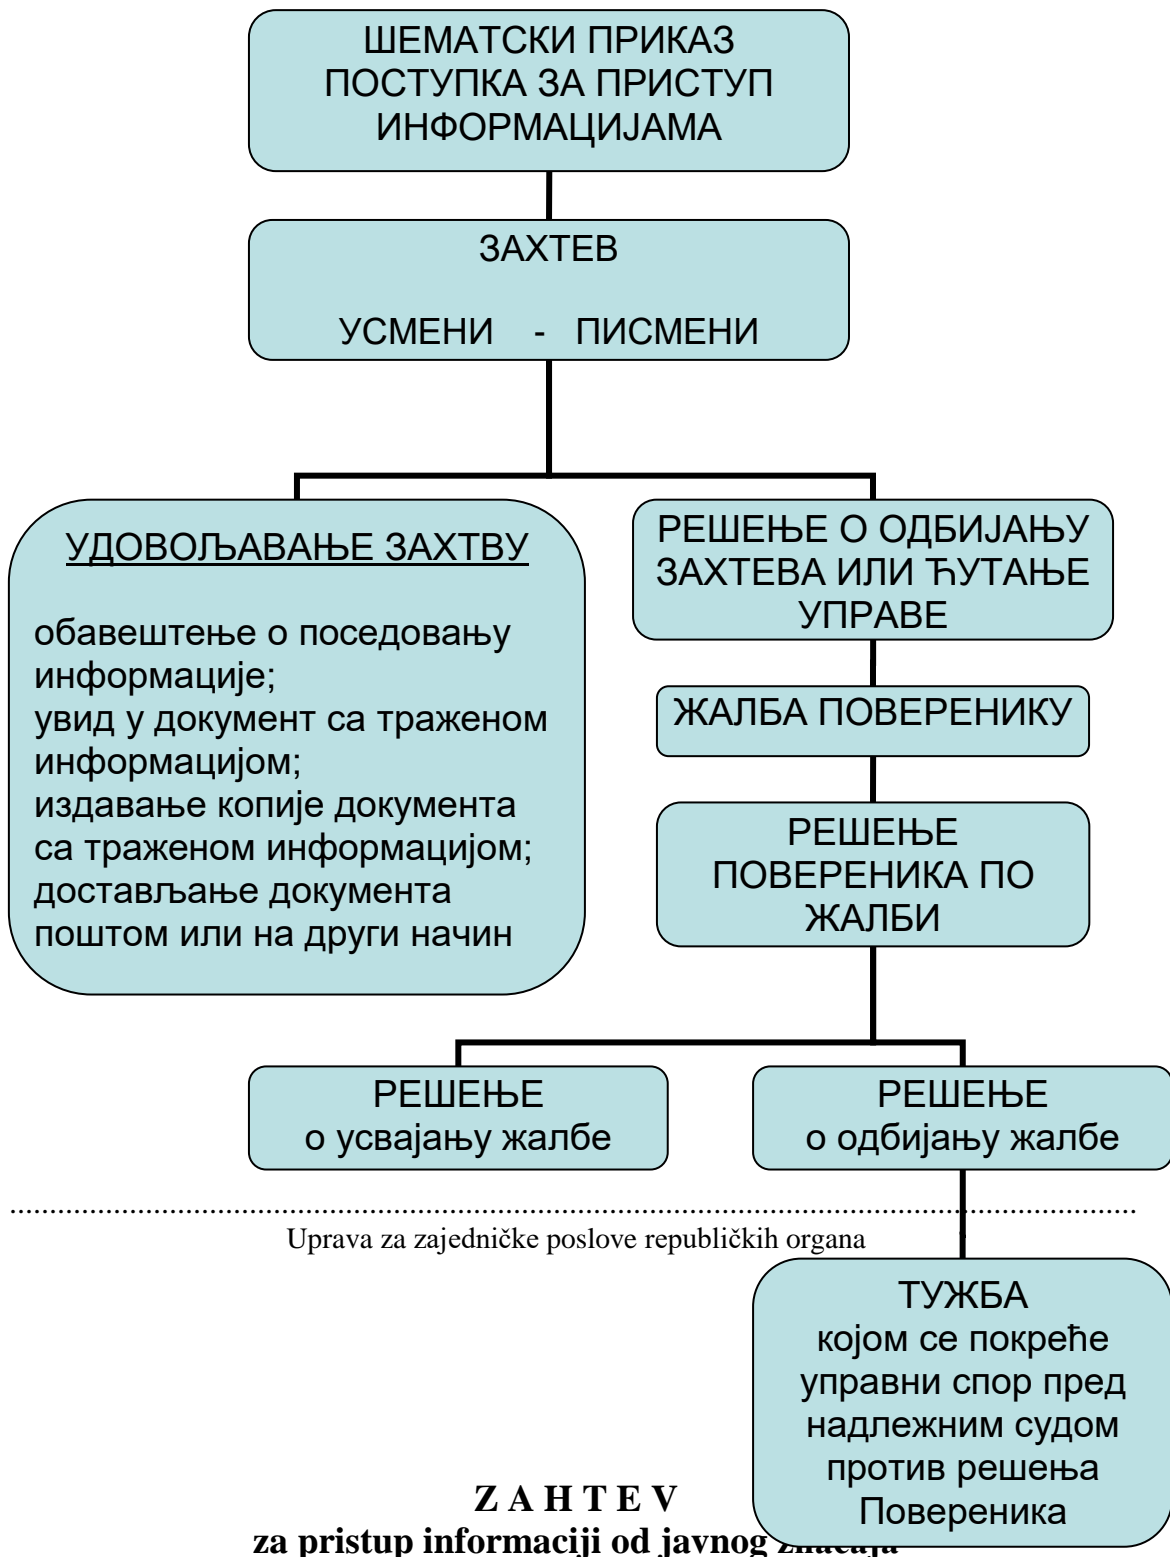 ШЕМАТСКИ ПРИКАЗ
ПОСТУПКА ЗА ПРИСТУП
ИНФОРМАЦИЈАМА
ЗАХТЕВ
УСМЕНИ - ПИСМЕНИ
УДОВОЉАВАЊЕ ЗАХТВУ
обавештење о поседовању
информације;
увид у документ са траженом
информацијом;
издавање копије документа
са траженом информацијом;
достављање документа
поштом или на други начин
РЕШЕЊЕ О ОДБИЈАЊУ
ЗАХТЕВА ИЛИ ЋУТАЊЕ
УПРАВЕ
ЖАЛБА ПОВЕРЕНИКУ
РЕШЕЊЕ
ПОВЕРЕНИКА ПО
ЖАЛБИ
РЕШЕЊЕ
о усвајању жалбе
РЕШЕЊЕ
о одбијању жалбе
Uprava za zajedničke poslove republičkih organa
ТУЖБА
којом се покреће
управни спор пред
надлежним судом
против решења
Повереника
Z A H T E V
za pristup informaciji od javnog